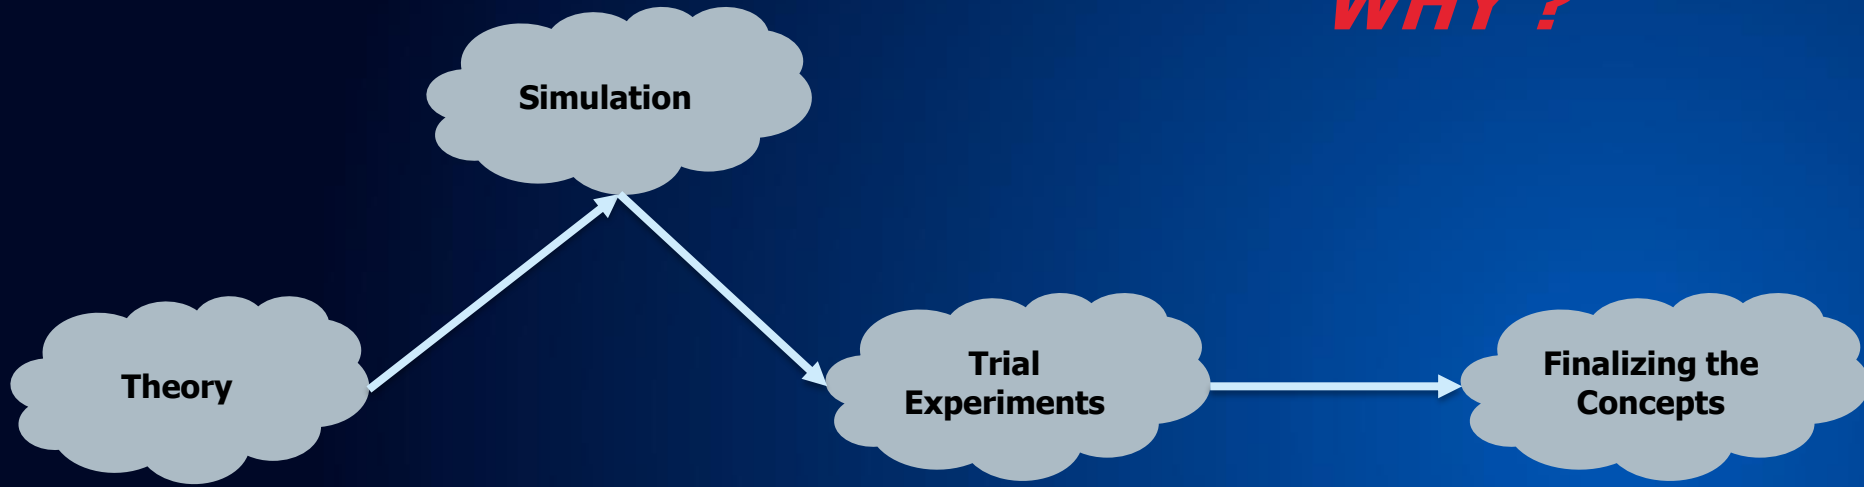 WHY ?
Simulation
Theory
Trial
Experiments
Finalizing the
Concepts